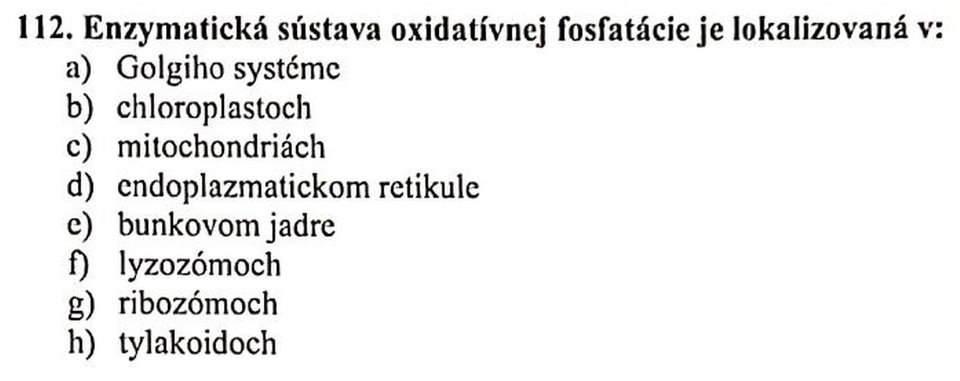 112. Enzymatická sústava oxidatívnej fosfatácie je lokalizovaná v:
a) Golgiho systéme
b) chloroplastoch
c) mitochondriách
d) endoplazmatickom retikule
e) bunkovom jadre
f) lyzozómoch
g) ribozómoch
h) tylakoidoch